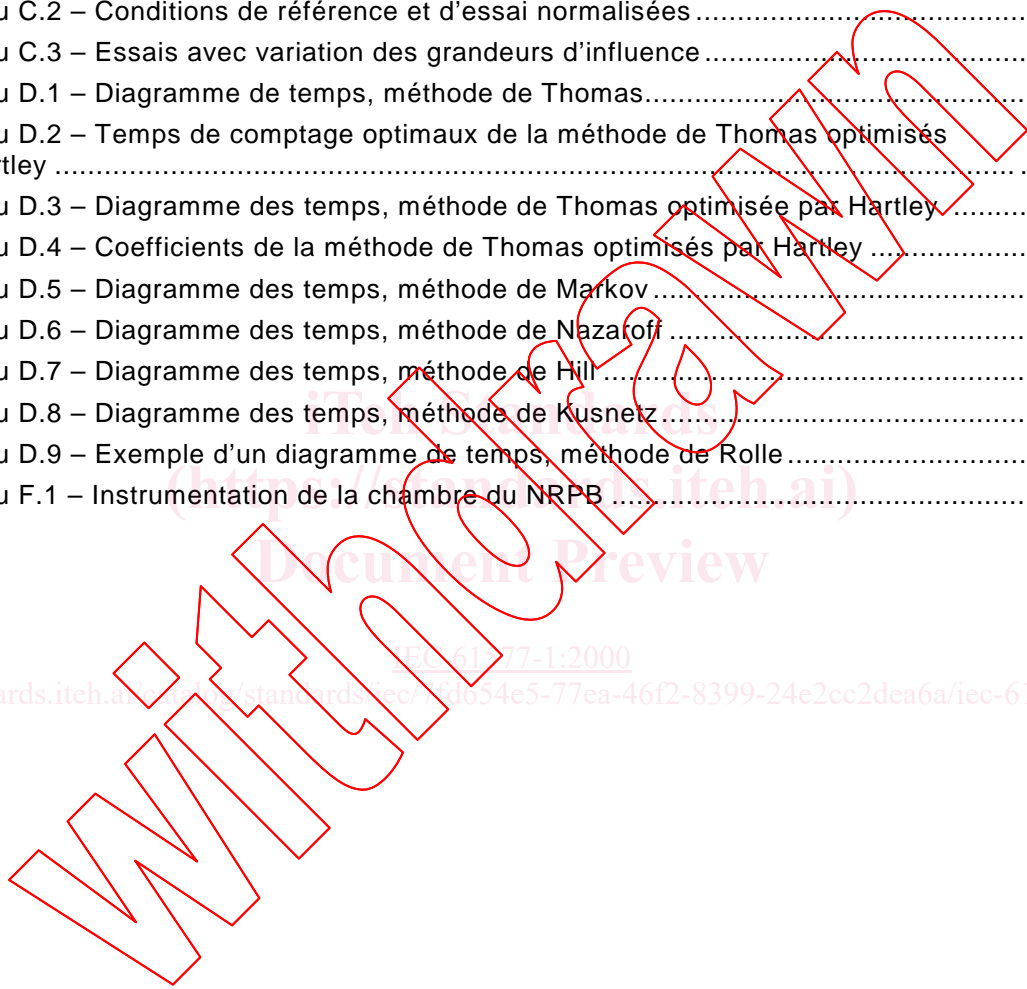 u C.2 – Conditions de référence et d'essai normalisées
u C.3 – Essais avec variation des grandeurs d'influence
u D.1 – Diagramme de temps, méthode de Thomas
u D.2 – Temps de comptage optimaux de la méthode de Thomas optimisés
rtley
u D.3 – Diagramme des temps, méthode de Thomas optimisée par Hartley
u D.4 – Coefficients de la méthode de Thomas optimisés par Hartley
u D.5 – Diagramme des temps, méthode de Markov
u D.6 – Diagramme des temps, méthode de Nazaroff
u D.7 – Diagramme des temps, méthode de Hill
u D.8 – Diagramme des temps, méthode de Kusnetz
u D.9 – Exemple d'un diagramme de temps, méthode de Rolle
u F.1 – Instrumentation de la chambre du NRPB
iTeh Standards
(https://standards.iteh.ai)
Document Preview
IEC 61577-1:2000
ards.iteh.ai/catalog/standards/iec/7fd654e5-77ea-46f2-8399-24e2cc2dea6a/iec-61
withdrawn